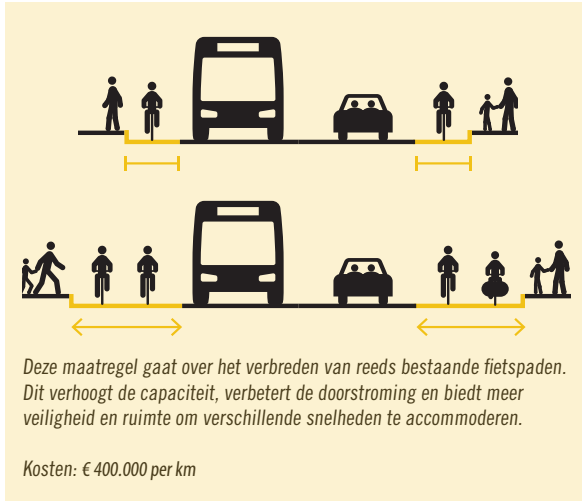 Deze maatregel gaat over het verbreden van reeds bestaande fietspaden.
Dit verhoogt de capaciteit, verbetert de doorstroming en biedt meer
veiligheid en ruimte om verschillende snelheden te accommoderen.
Kosten: € 400.000 per km